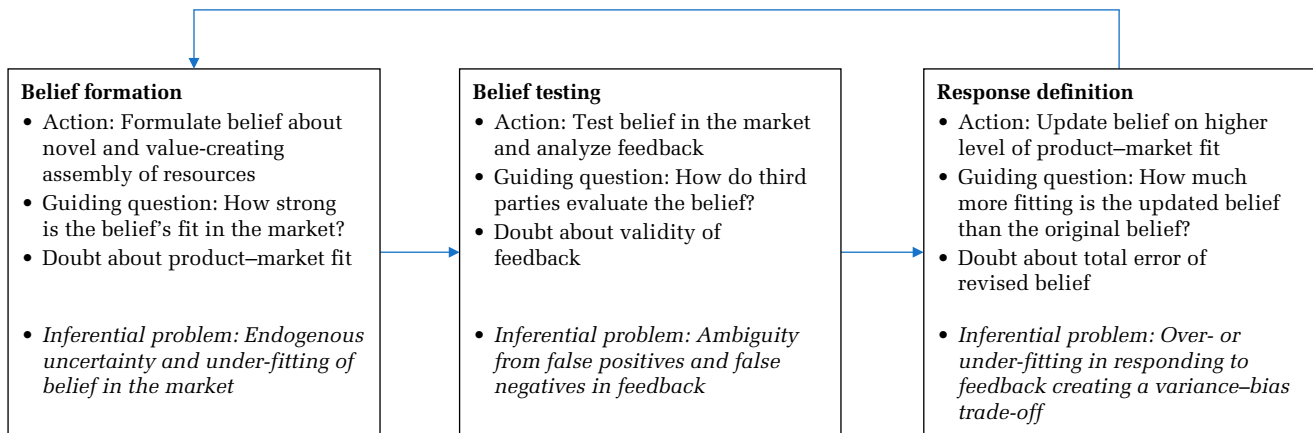 Belief formation
• Action: Formulate belief about
novel and value-creating
assembly of resources
• Guiding question: How strong
is the belief's fit in the market?
• Doubt about product–market fit
• Inferential problem: Endogenous
uncertainty and under-fitting of
belief in the market
Belief testing
• Action: Test belief in the market
and analyze feedback
• Guiding question: How do third
parties evaluate the belief?
• Doubt about validity of
feedback
• Inferential problem: Ambiguity
from false positives and false
negatives in feedback
Response definition
• Action: Update belief on higher
level of product–market fit
• Guiding question: How much
more fitting is the updated belief
than the original belief?
• Doubt about total error of
revised belief
• Inferential problem: Over- or
under-fitting in responding to
feedback creating a variance–bias
trade-off